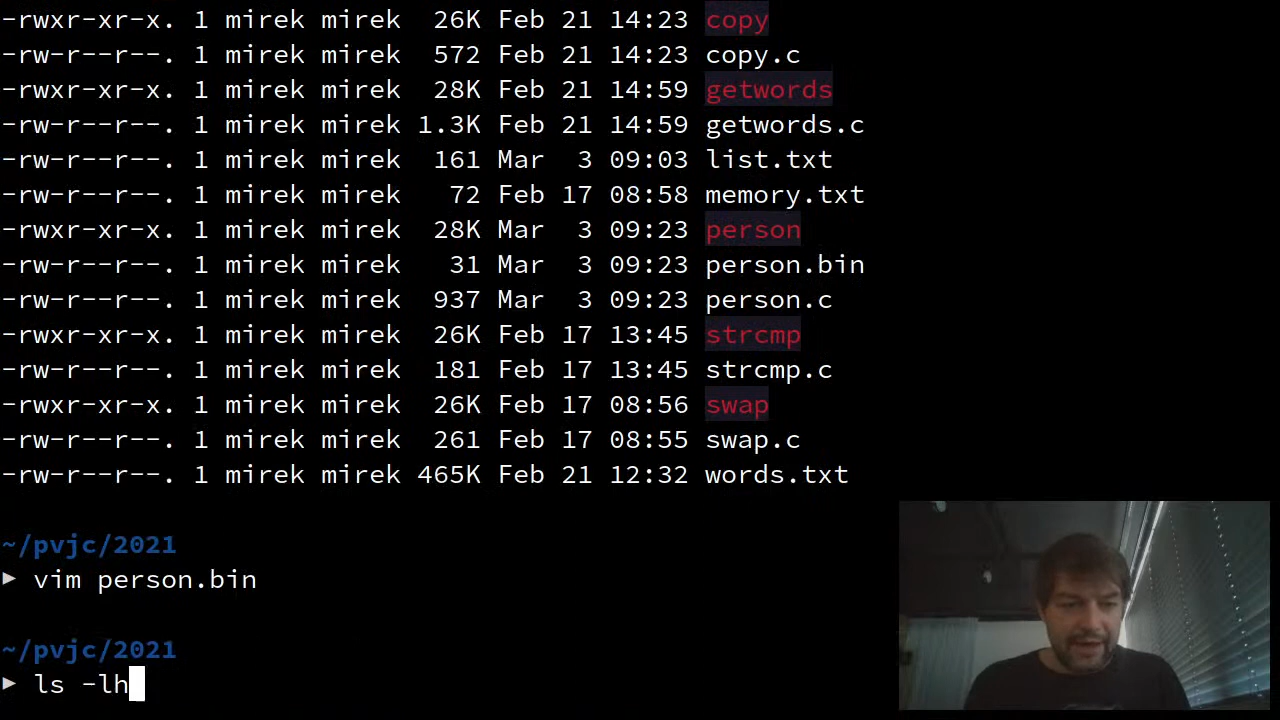 -rwxr-xr-x. 1 mirek mirek  26K Feb 21 14:23 copy
-rw-r--r--. 1 mirek mirek  572 Feb 21 14:23 copy.c
-rwxr-xr-x. 1 mirek mirek  28K Feb 21 14:59 getwords
-rw-r--r--. 1 mirek mirek 1.3K Feb 21 14:59 getwords.c
-rw-r--r--. 1 mirek mirek  161 Mar  3 09:03 list.txt
-rw-r--r--. 1 mirek mirek   72 Feb 17 08:58 memory.txt
-rwxr-xr-x. 1 mirek mirek  28K Mar  3 09:23 person
-rw-r--r--. 1 mirek mirek   31 Mar  3 09:23 person.bin
-rw-r--r--. 1 mirek mirek  937 Mar  3 09:23 person.c
-rwxr-xr-x. 1 mirek mirek  26K Feb 17 13:45 strcmp
-rw-r--r--. 1 mirek mirek  181 Feb 17 13:45 strcmp.c
-rwxr-xr-x. 1 mirek mirek  26K Feb 17 08:56 swap
-rw-r--r--. 1 mirek mirek  261 Feb 17 08:55 swap.c
-rw-r--r--. 1 mirek mirek 465K Feb 21 12:32 words.txt
~/pvjc/2021
▶ vim person.bin
~/pvjc/2021
▶ ls -lh